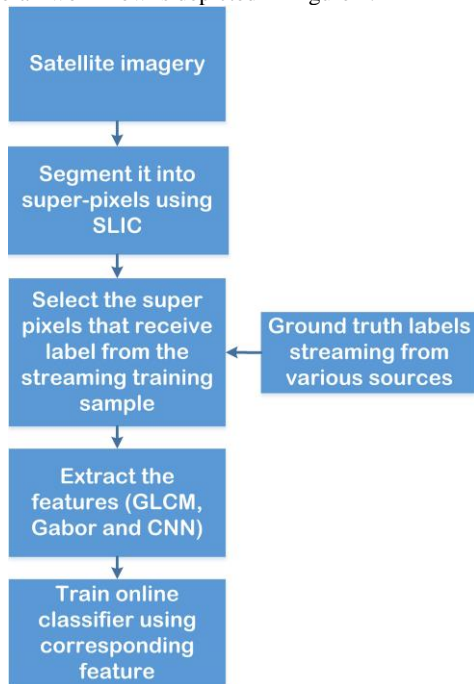 Satellite imagery
Segment it into
super-pixels using
SLIC
Select the super
pixels that receive
label from the
streaming training
sample
Ground truth labels
streaming from
various sources
Extract the
features (GLCM,
Gabor and CNN)
Train online
classifier using
corresponding
feature